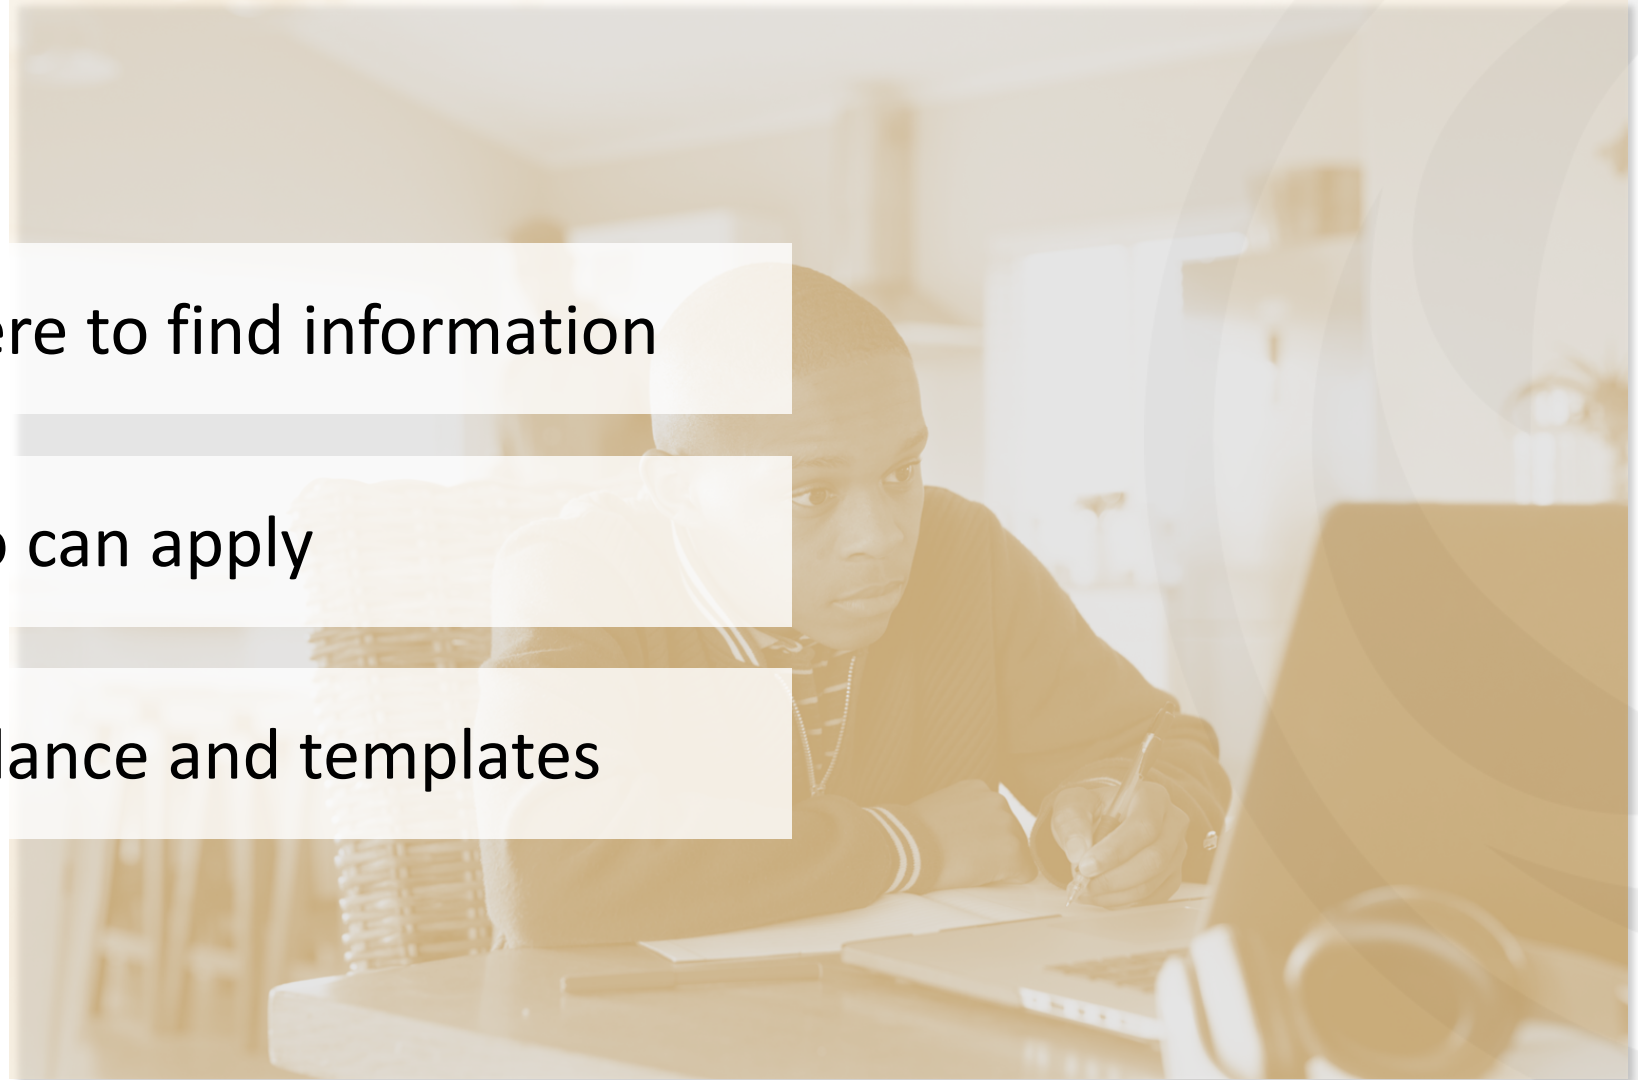 ere to find information
o can apply
lance and templates